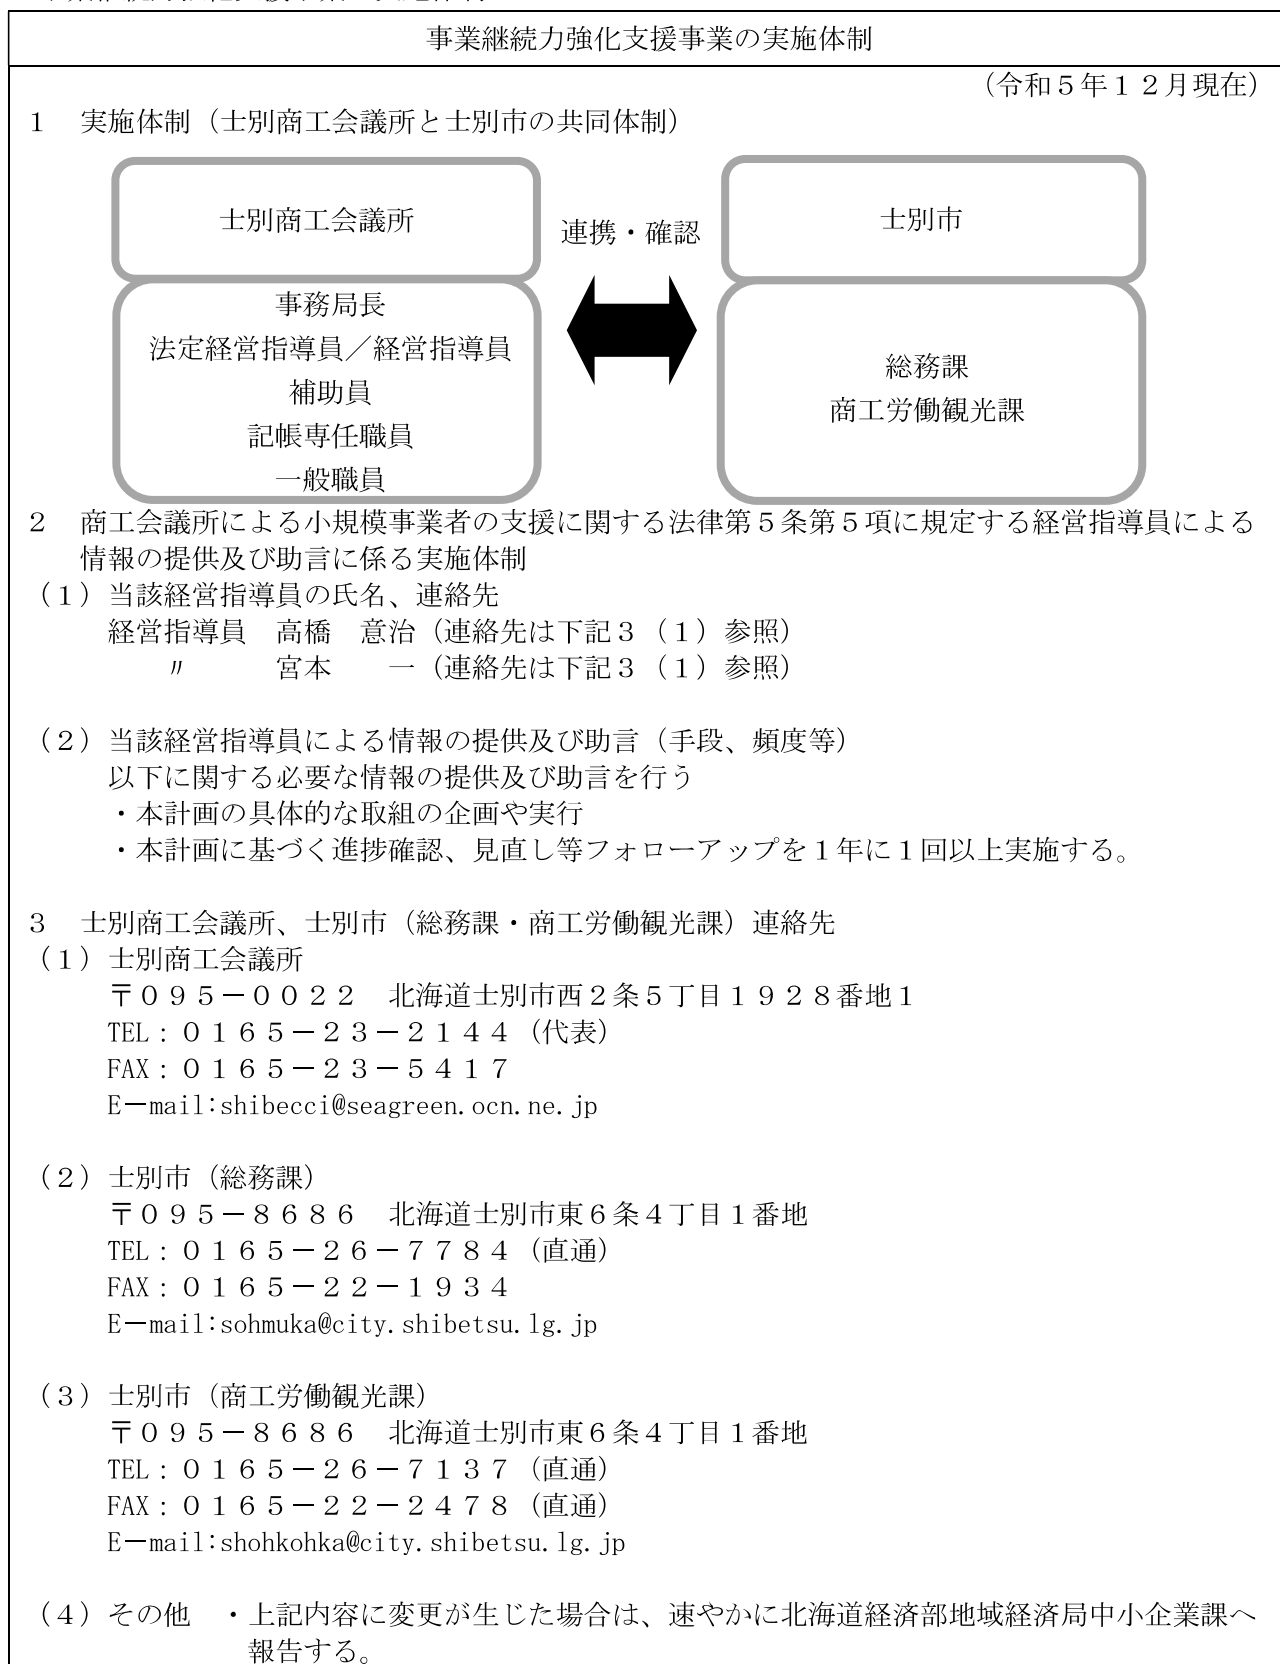 事業継続力強化支援事業の実施体制
（令和５年１２月現在）
１　実施体制（士別商工会議所と士別市の共同体制）
士別商工会議所
連携・確認
士別市
事務局長
法定経営指導員／経営指導員
補助員
記帳専任職員
一般職員
総務課
商工労働観光課
２　商工会議所による小規模事業者の支援に関する法律第５条第５項に規定する経営指導員による
情報の提供及び助言に係る実施体制
（１）当該経営指導員の氏名、連絡先
経営指導員　高橋　意治（連絡先は下記３（１）参照）
〃　宮本　　一（連絡先は下記３（１）参照）
（２）当該経営指導員による情報の提供及び助言（手段、頻度等）
以下に関する必要な情報の提供及び助言を行う
・本計画の具体的な取組の企画や実行
・本計画に基づく進捗確認、見直し等フォローアップを１年に１回以上実施する。
３　士別商工会議所、士別市（総務課・商工労働観光課）連絡先
（１）士別商工会議所
〒０９５－００２２　北海道士別市西２条５丁目１９２８番地１
TEL：０１６５－２３－２１４４（代表）
FAX：０１６５－２３－５４１７
E－mail:shibecci@seagreen.ocn.ne.jp
（２）士別市（総務課）
〒０９５－８６８６　北海道士別市東６条４丁目１番地
TEL：０１６５－２６－７７８４（直通）
FAX：０１６５－２２－１９３４
E－mail:sohmuka@city.shibetsu.lg.jp
（３）士別市（商工労働観光課）
〒０９５－８６８６　北海道士別市東６条４丁目１番地
TEL：０１６５－２６－７１３７（直通）
FAX：０１６５－２２－２４７８（直通）
E－mail:shohkohka@city.shibetsu.lg.jp
（４）その他　・上記内容に変更が生じた場合は、速やかに北海道経済部地域経済局中小企業課へ
報告する。